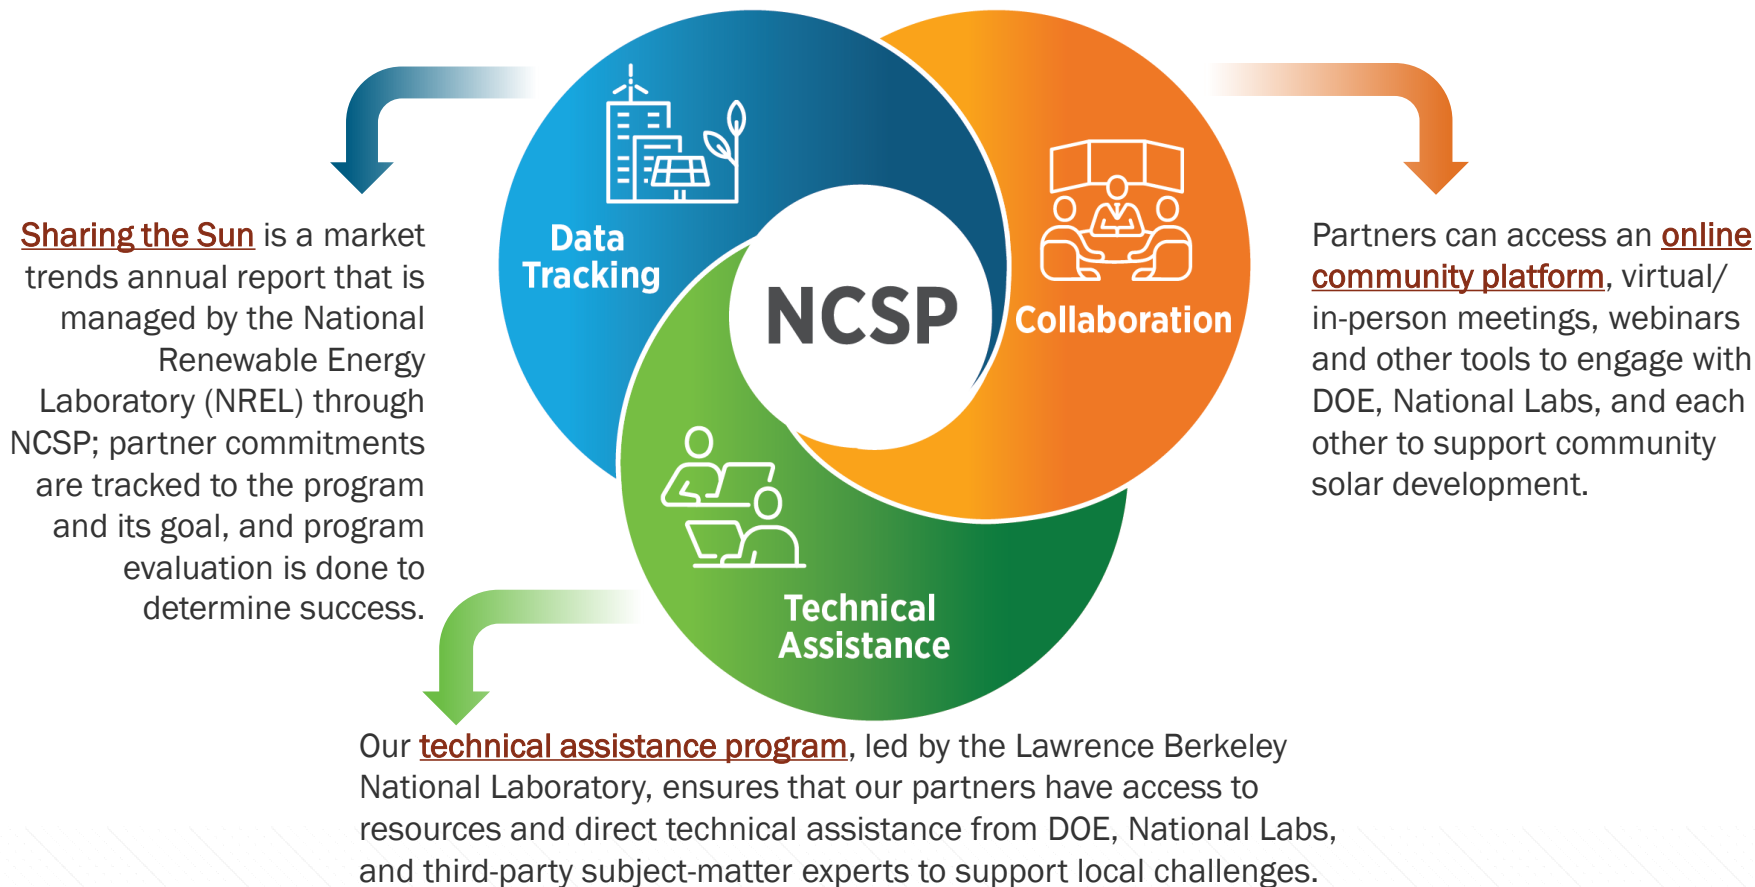 Data
Tracking
NCSP
Collaboration
Technical
Assistance
Sharing the Sun is a market
trends annual report that is
managed by the National
Renewable Energy
Laboratory (NREL) through
NCSP; partner commitments
are tracked to the program
and its goal, and program
evaluation is done to
determine success.
Partners can access an online
community platform, virtual/
in-person meetings, webinars
and other tools to engage with
DOE, National Labs, and each
other to support community
solar development.
Our technical assistance program, led by the Lawrence Berkeley
National Laboratory, ensures that our partners have access to
resources and direct technical assistance from DOE, National Labs,
and third-party subject-matter experts to support local challenges.